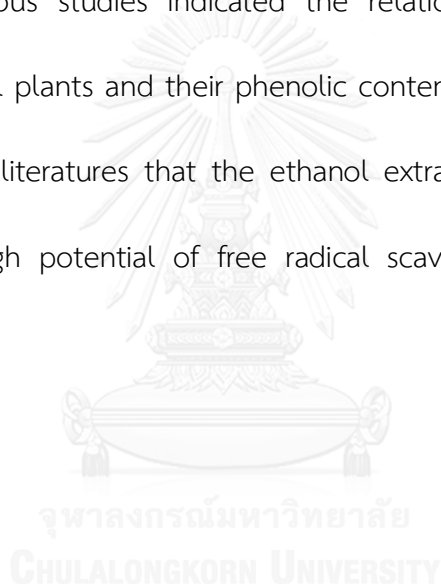 ous studies indicated the relatio
plants and their phenolic conten
literatures that the ethanol extra
gh potential of free radical scav
จุฬาลงกรณ์มหาวิทยาลัย
CHULALONGKORN UNIVERSITY